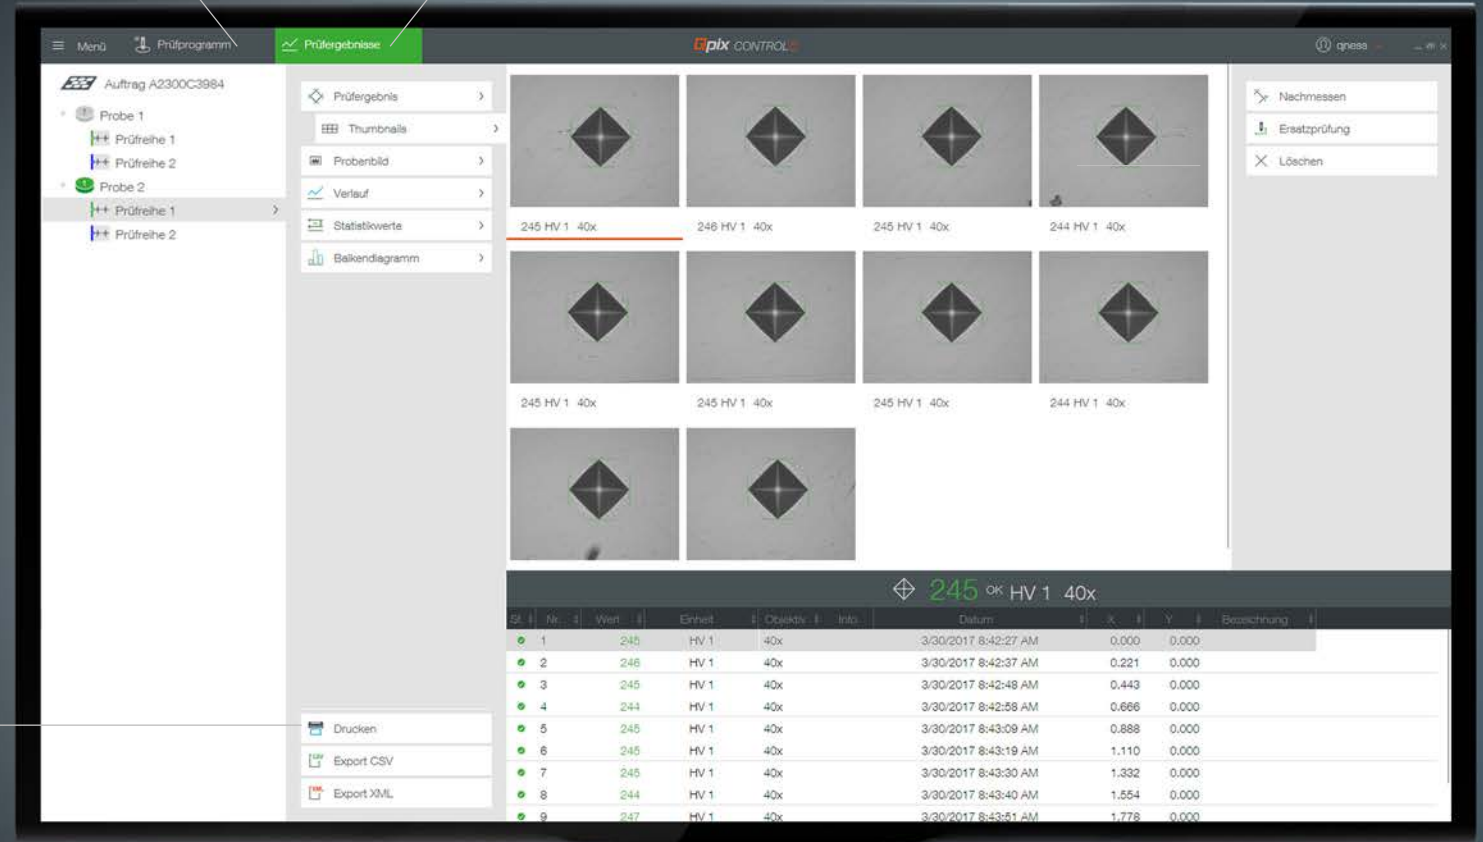 Menü
Prüfprogramm
Prüfergebnisse
Qpix CONTROL2
qness
Auftrag A2300C3984
Probe 1
Prüfreihe 1
Prüfreihe 2
Probe 2
Prüfreihe 1
Prüfreihe 2
Prüfergebnis
Thumbnails
Probenbild
Verlauf
Statistikwerte
Balkendiagramm
Drucken
Export CSV
Export XML
245 HV 1 40x
246 HV 1 40x
245 HV 1 40x
244 HV 1 40x
245 HV 1 40x
245 HV 1 40x
245 HV 1 40x
244 HV 1 40x
Nachmessen
Ersatzprüfung
Löschen
245 OK HV 1 40x
St. Nr. Wert Einheit Objektiv Info Datum X Y Bezeichnung
1 245 HV 1 40x 3/30/2017 8:42:27 AM 0.000 0.000
2 246 HV 1 40x 3/30/2017 8:42:37 AM 0.221 0.000
3 245 HV 1 40x 3/30/2017 8:42:48 AM 0.443 0.000
4 244 HV 1 40x 3/30/2017 8:42:58 AM 0.666 0.000
5 245 HV 1 40x 3/30/2017 8:43:09 AM 0.888 0.000
6 245 HV 1 40x 3/30/2017 8:43:19 AM 1.110 0.000
7 245 HV 1 40x 3/30/2017 8:43:30 AM 1.332 0.000
8 244 HV 1 40x 3/30/2017 8:43:40 AM 1.554 0.000
9 247 HV 1 40x 3/30/2017 8:43:51 AM 1.778 0.000